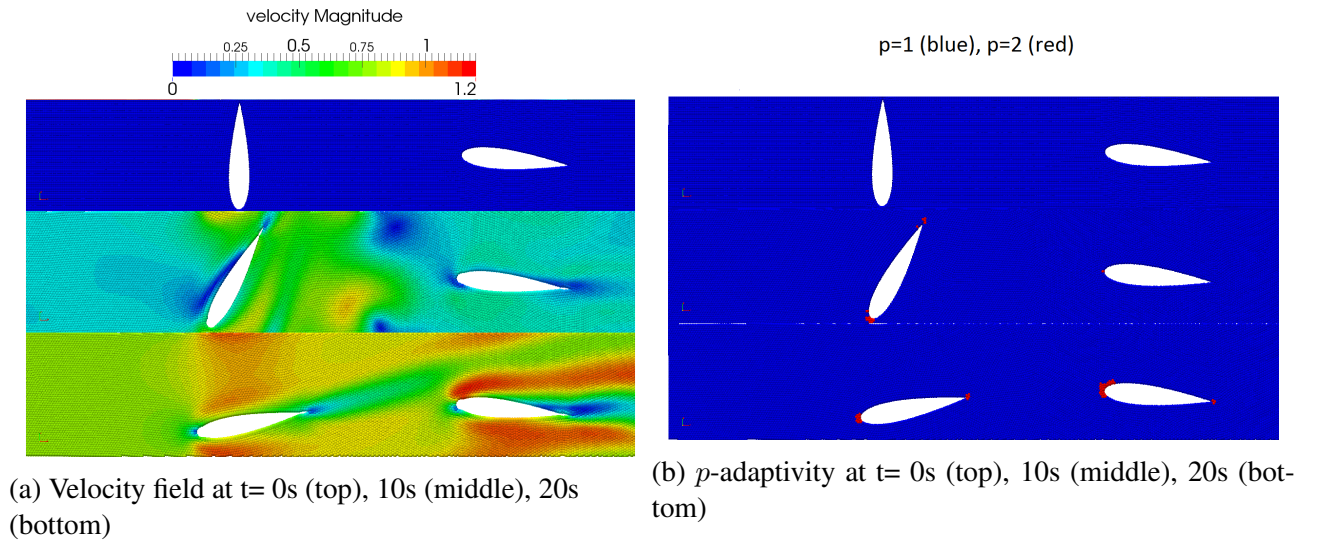 velocity Magnitude
0.25 0.5 0.75 1
0 1.2
p=1 (blue), p=2 (red)
(a) Velocity field at t= 0s (top), 10s (middle), 20s
(bottom)
(b) p-adaptivity at t= 0s (top), 10s (middle), 20s (bot-
tom)